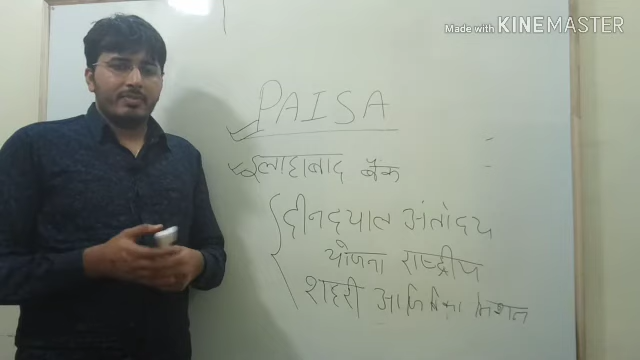 Made with KINEMASTER
PAISA
इलाहाबाद बैंक
दीनदयाल अंतोदय
योजना राष्ट्रीय
शहरी आजिविका मिशन